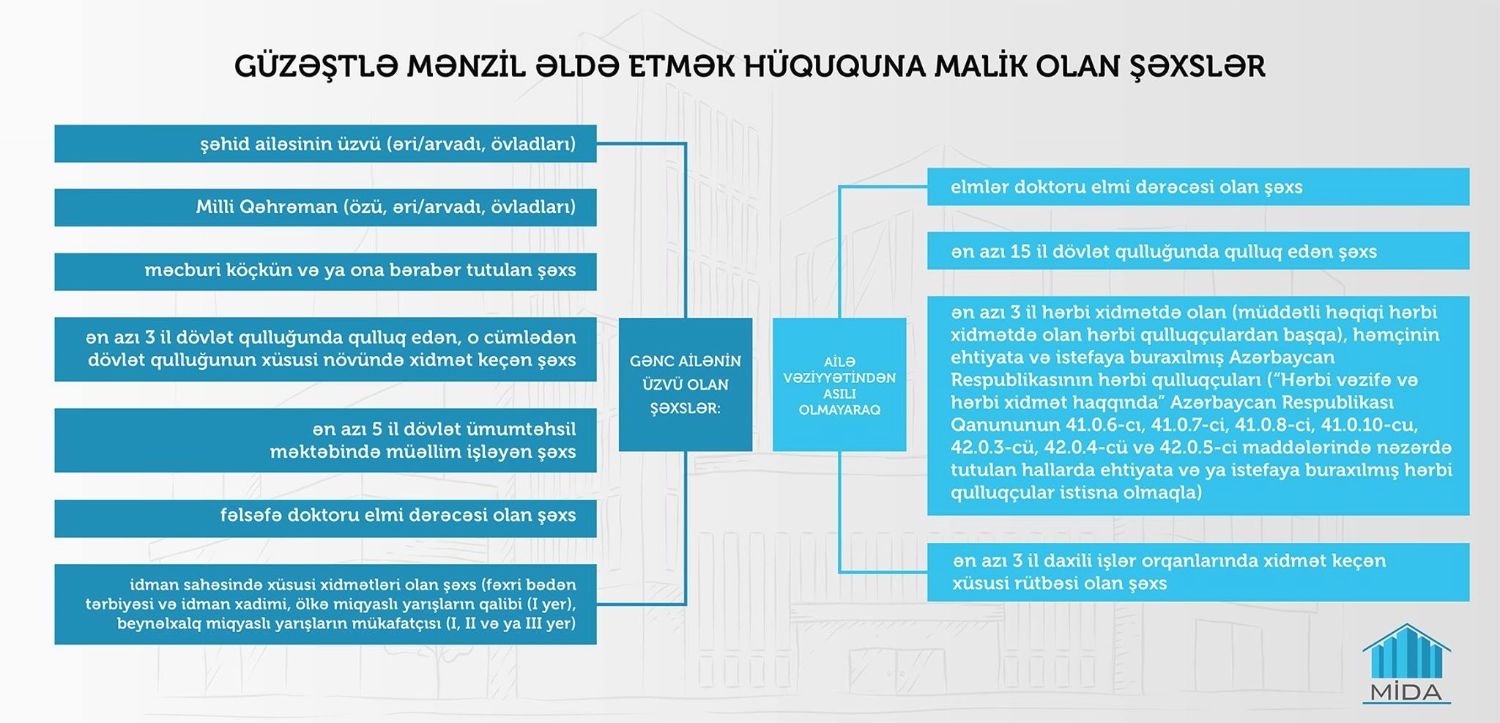 GÜZƏŞTLƏ MƏNZİL ƏLDƏ ETMƏK HÜQUQUNA MALİK OLAN ŞƏXSLƏR
şəhid ailəsinin üzvü (əri/arvadı, övladları)
Milli Qəhrəman (özü, əri/arvadı, övladları)
məcburi köçkün və ya ona bərabər tutulan şəxs
ən azı 3 il dövlət qulluğunda qulluq edən, o cümlədən
dövlət qulluğunun xüsusi növündə xidmət keçən şəxs
ən azı 5 il dövlət ümumtəhsil
məktəbində müəllim işləyən şəxs
fəlsəfə doktoru elmi dərəcəsi olan şəxs
idman sahəsində xüsusi xidmətləri olan şəxs (fəxri bədən
tərbiyəsi və idman xadimi, ölkə miqyaslı yarışların qalibi (I yer),
beynəlxalq miqyaslı yarışların mükafatçısı (I, II və ya III yer)
GƏNC AİLƏNİN
ÜZVÜ OLAN
ŞƏXSLƏR:
AİLƏ
VƏZİYYƏTİNDƏN
ASILI
OLMAYARAQ
elmlər doktoru elmi dərəcəsi olan şəxs
ən azı 15 il dövlət qulluğunda qulluq edən şəxs
ən azı 3 il hərbi xidmətdə olan (müddətli həqiqi hərbi
xidmətdə olan hərbi qulluqçulardan başqa), həmçinin
ehtiyata və istefaya buraxılmış Azərbaycan
Respublikasının hərbi qulluqçuları (“Hərbi vəzifə və
hərbi xidmət haqqında” Azərbaycan Respublikası
Qanununun 41.0.6-cı, 41.0.7-ci, 41.0.8-ci, 41.0.10-cu,
42.0.3-cü, 42.0.4-cü və 42.0.5-ci maddələrində nəzərdə
tutulan hallarda ehtiyata və ya istefaya buraxılmış hərbi
qulluqçular istisna olmaqla)
ən azı 3 il daxili işlər orqanlarında xidmət keçən
xüsusi rütbəsi olan şəxs
MİDA